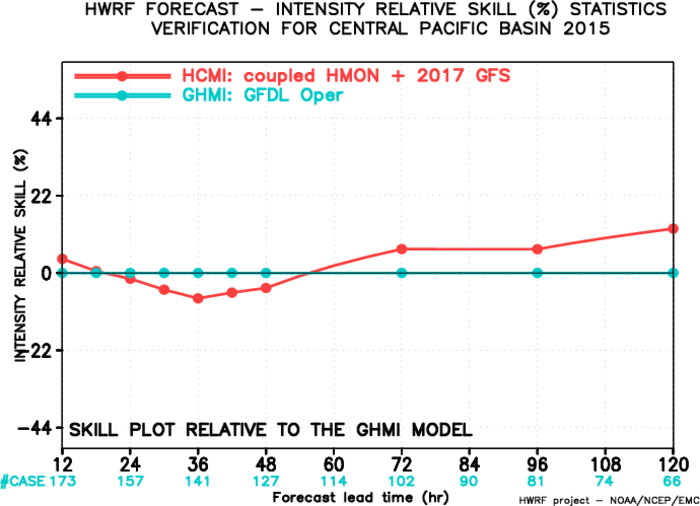 HWRF FORECAST – INTENSITY RELATIVE SKILL (%) STATISTICS
VERIFICATION FOR CENTRAL PACIFIC BASIN 2015
HCMI: coupled HMON + 2017 GFS
GHMI: GFDL Oper
INTENSITY RELATIVE SKILL (%)
44
22
0
–22
–44
SKILL PLOT RELATIVE TO THE GHMI MODEL
12 24 36 48 60 72 84 96 108 120
#CASE 173 157 141 127 114 102 90 81 74 66
Forecast lead time (hr)
HWRF project – NOAA/NCEP/EMC